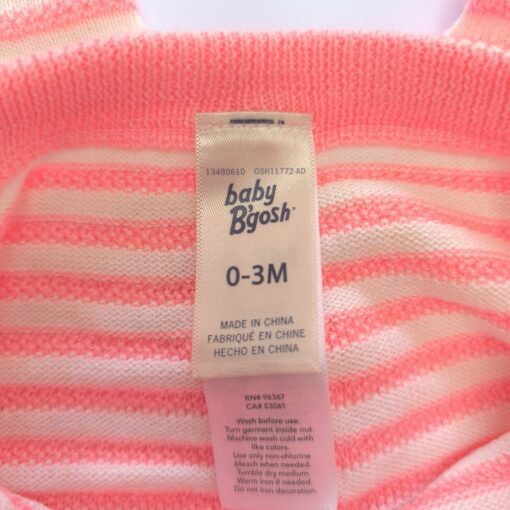 13480610 OSH11772-AD
baby
B'gosh
0-3M
MADE IN CHINA
FABRIQUÉ EN CHINE
HECHO EN CHINA
RN# 96367
CA# 53061
Wash before use.
Turn garment inside out.
Machine wash cold with
like colors.
Use only non-chlorine
bleach when needed.
Tumble dry medium.
Warm iron if needed.
Do not iron decoration.